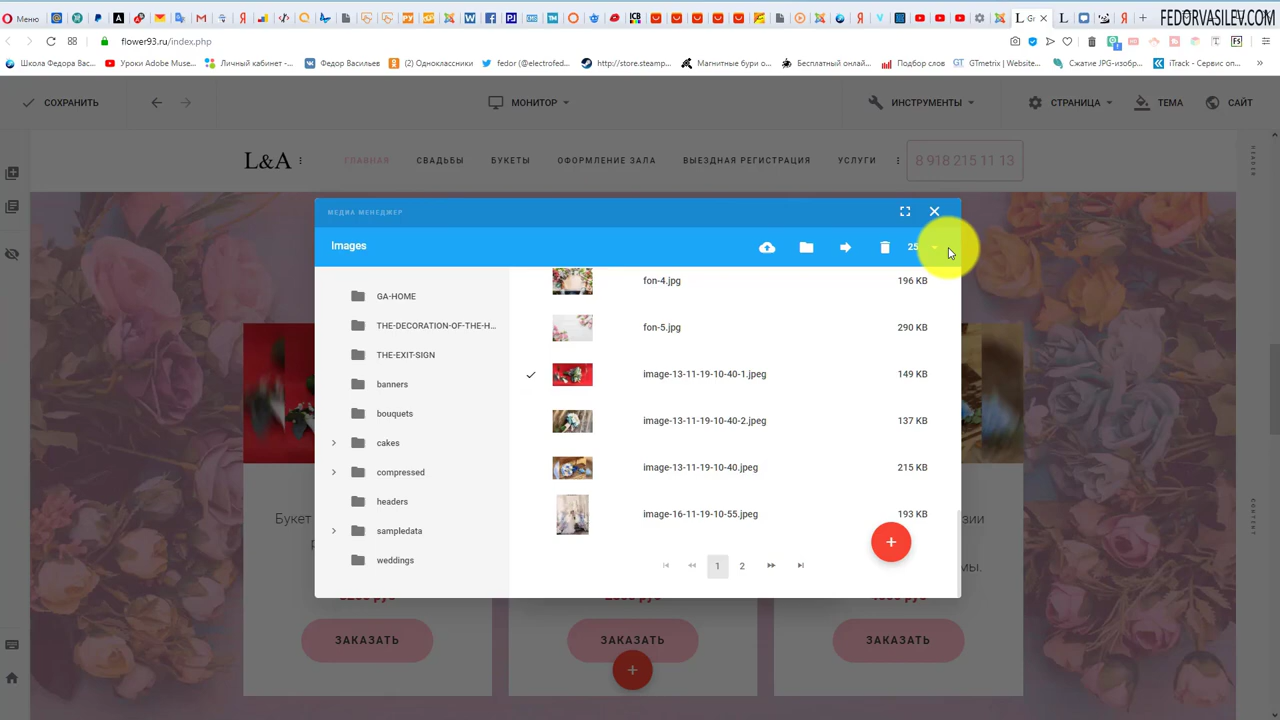 Меню
FEDORVASILEV.COM
flower93.ru/index.php
Школа Федора Вас...
Уроки Adobe Muse...
Личный кабинет -...
Федор Васильев
(2) Одноклассники
fedor (@electrofed...
http://store.steamp...
Магнитные бури о...
Бесплатный онлай...
Подбор слов
GTmetrix | Website...
Сжатие JPG-изобр...
iTrack - Сервис оп...
СОХРАНИТЬ
МОНИТОР
ИНСТРУМЕНТЫ
СТРАНИЦА
ТЕМА
САЙТ
L&A
ГЛАВНАЯ
СВАДЬБЫ
БУКЕТЫ
ОФОРМЛЕНИЕ ЗАЛА
ВЫЕЗДНАЯ РЕГИСТРАЦИЯ
УСЛУГИ
8 918 215 11 13
HEADER
МЕДИА МЕНЕДЖЕР
Images
25
GA-HOME
THE-DECORATION-OF-THE-H...
THE-EXIT-SIGN
banners
bouquets
cakes
compressed
headers
sampledata
weddings
fon-4.jpg 196 KB
fon-5.jpg 290 KB
image-13-11-19-10-40-1.jpeg 149 KB
image-13-11-19-10-40-2.jpeg 137 KB
image-13-11-19-10-40.jpeg 215 KB
image-16-11-19-10-55.jpeg 193 KB
1 2
CONTENT
Букет
ЗАКАЗАТЬ
ЗАКАЗАТЬ
ЗАКАЗАТЬ